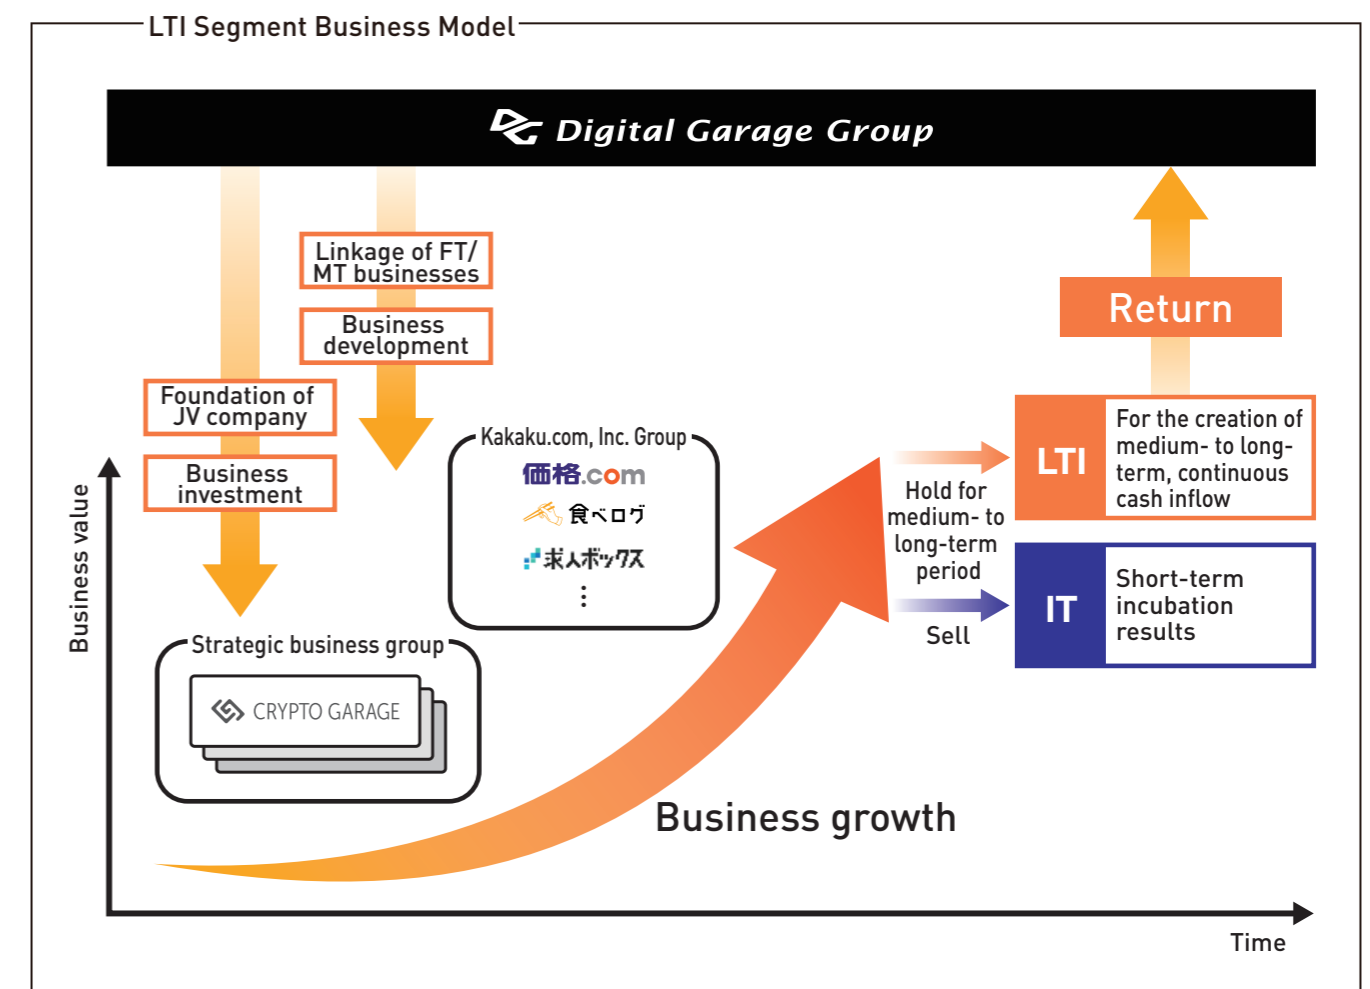 LTI Segment Business Model
DG Digital Garage Group
Linkage of FT/
MT businesses
Business
development
Foundation of
JV company
Business
investment
Return
Kakaku.com, Inc. Group
価格.com
食べログ
求人ボックス
⋮
LTI
For the creation of
medium- to long-
term, continuous
cash inflow
Hold for
medium- to
long-term
period
IT
Short-term
incubation
results
Sell
Business value
Strategic business group
CRYPTO GARAGE
Business growth
Time